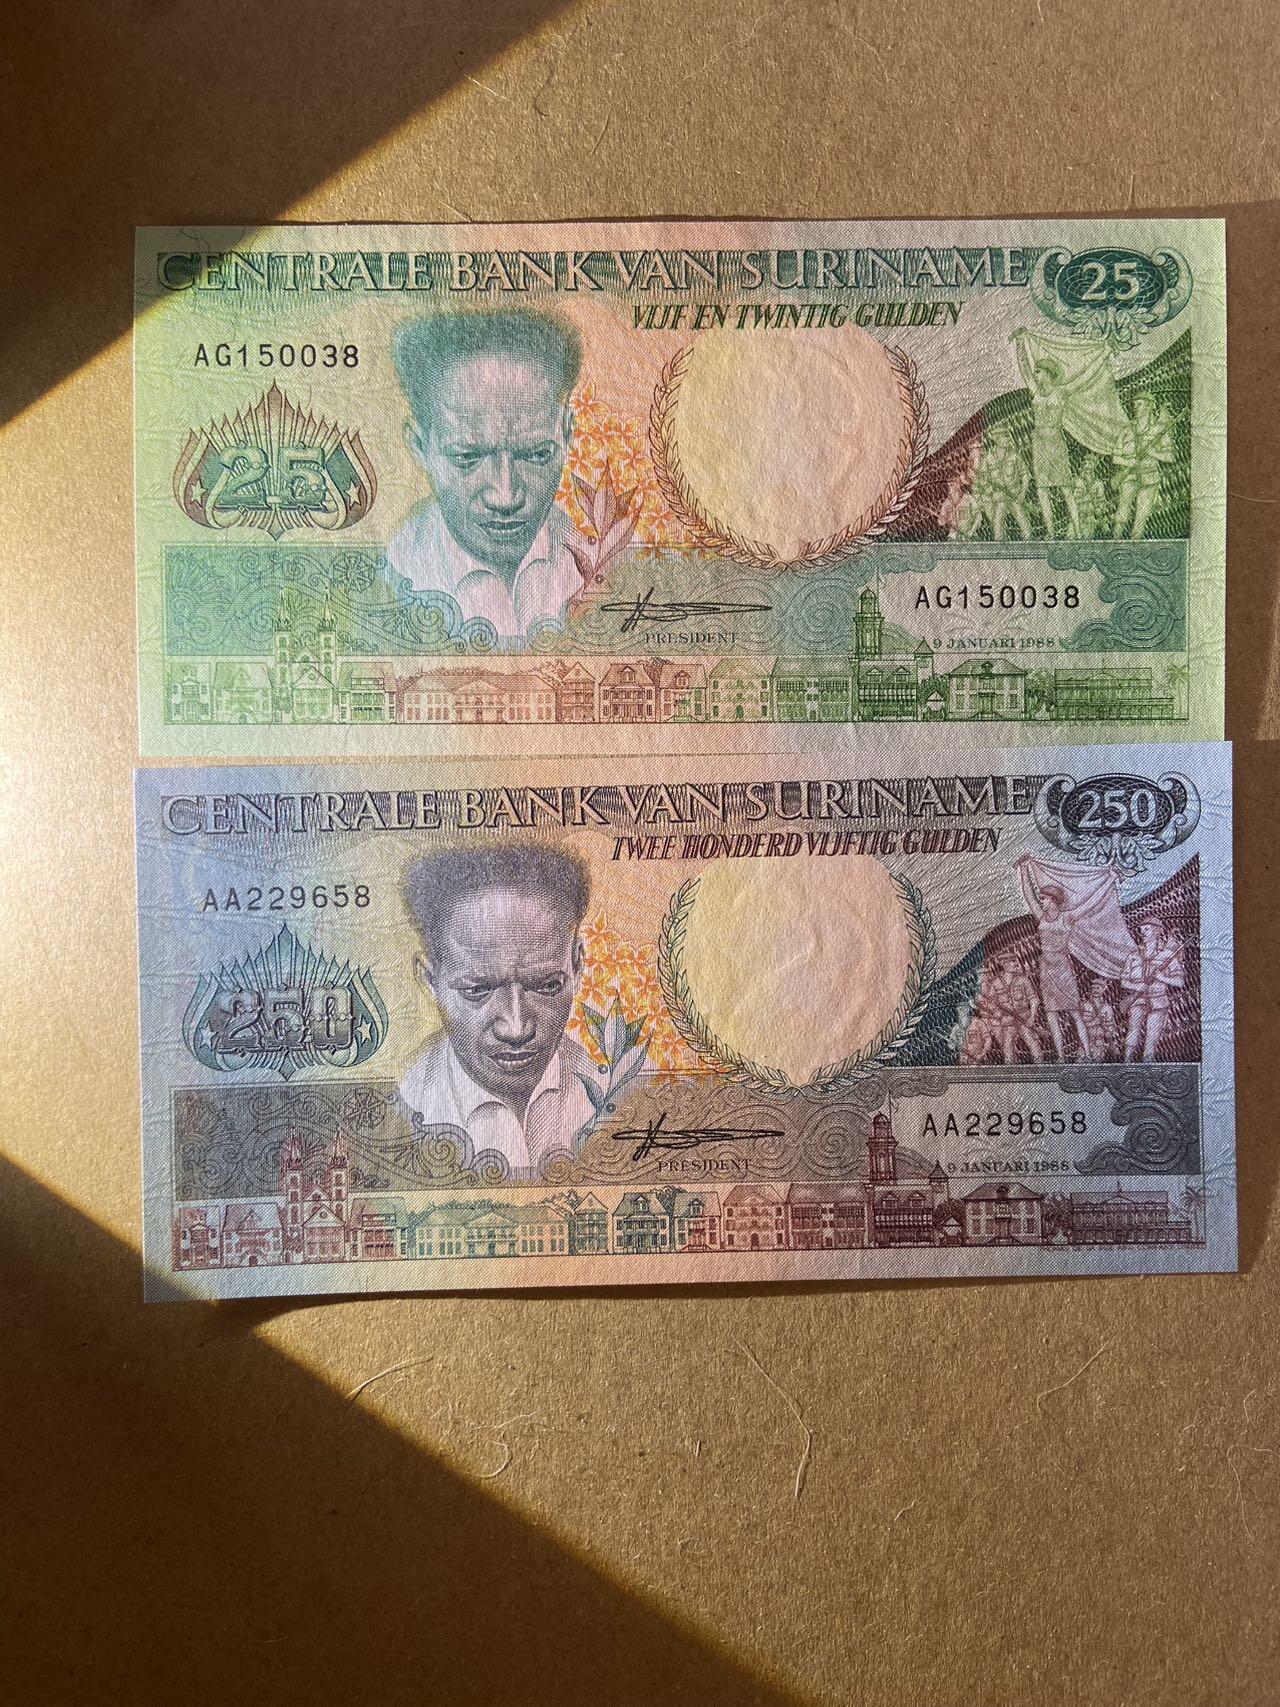 CENTRALE BANK VAN SURINAME
25
VIJF EN TWINTIG GULDEN
AG150038
25
AG150038
PRESIDENT
9 JANUARI 1988
CENTRALE BANK VAN SURINAME
250
TWEE HONDERD VIJFTIG GULDEN
AA229658
250
AA229658
PRESIDENT
9 JANUARI 1988